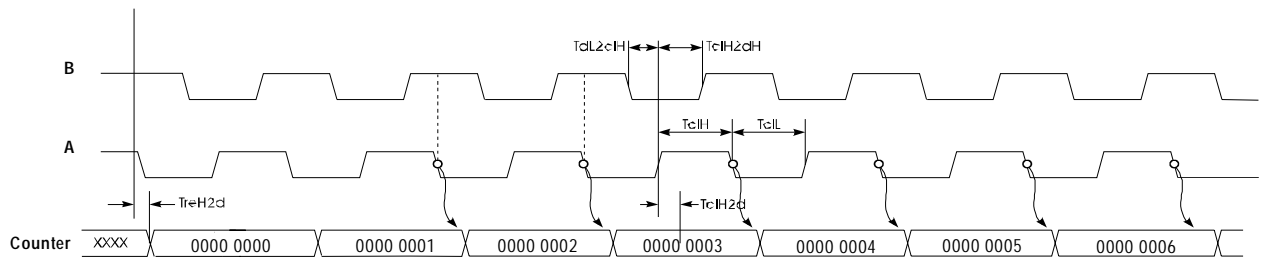 TdL2clH
TclH2dH
B
TclH
TclL
A
TreH2d
TclH2d
Counter XXXX 0000 0000 0000 0001 0000 0002 0000 0003 0000 0004 0000 0005 0000 0006